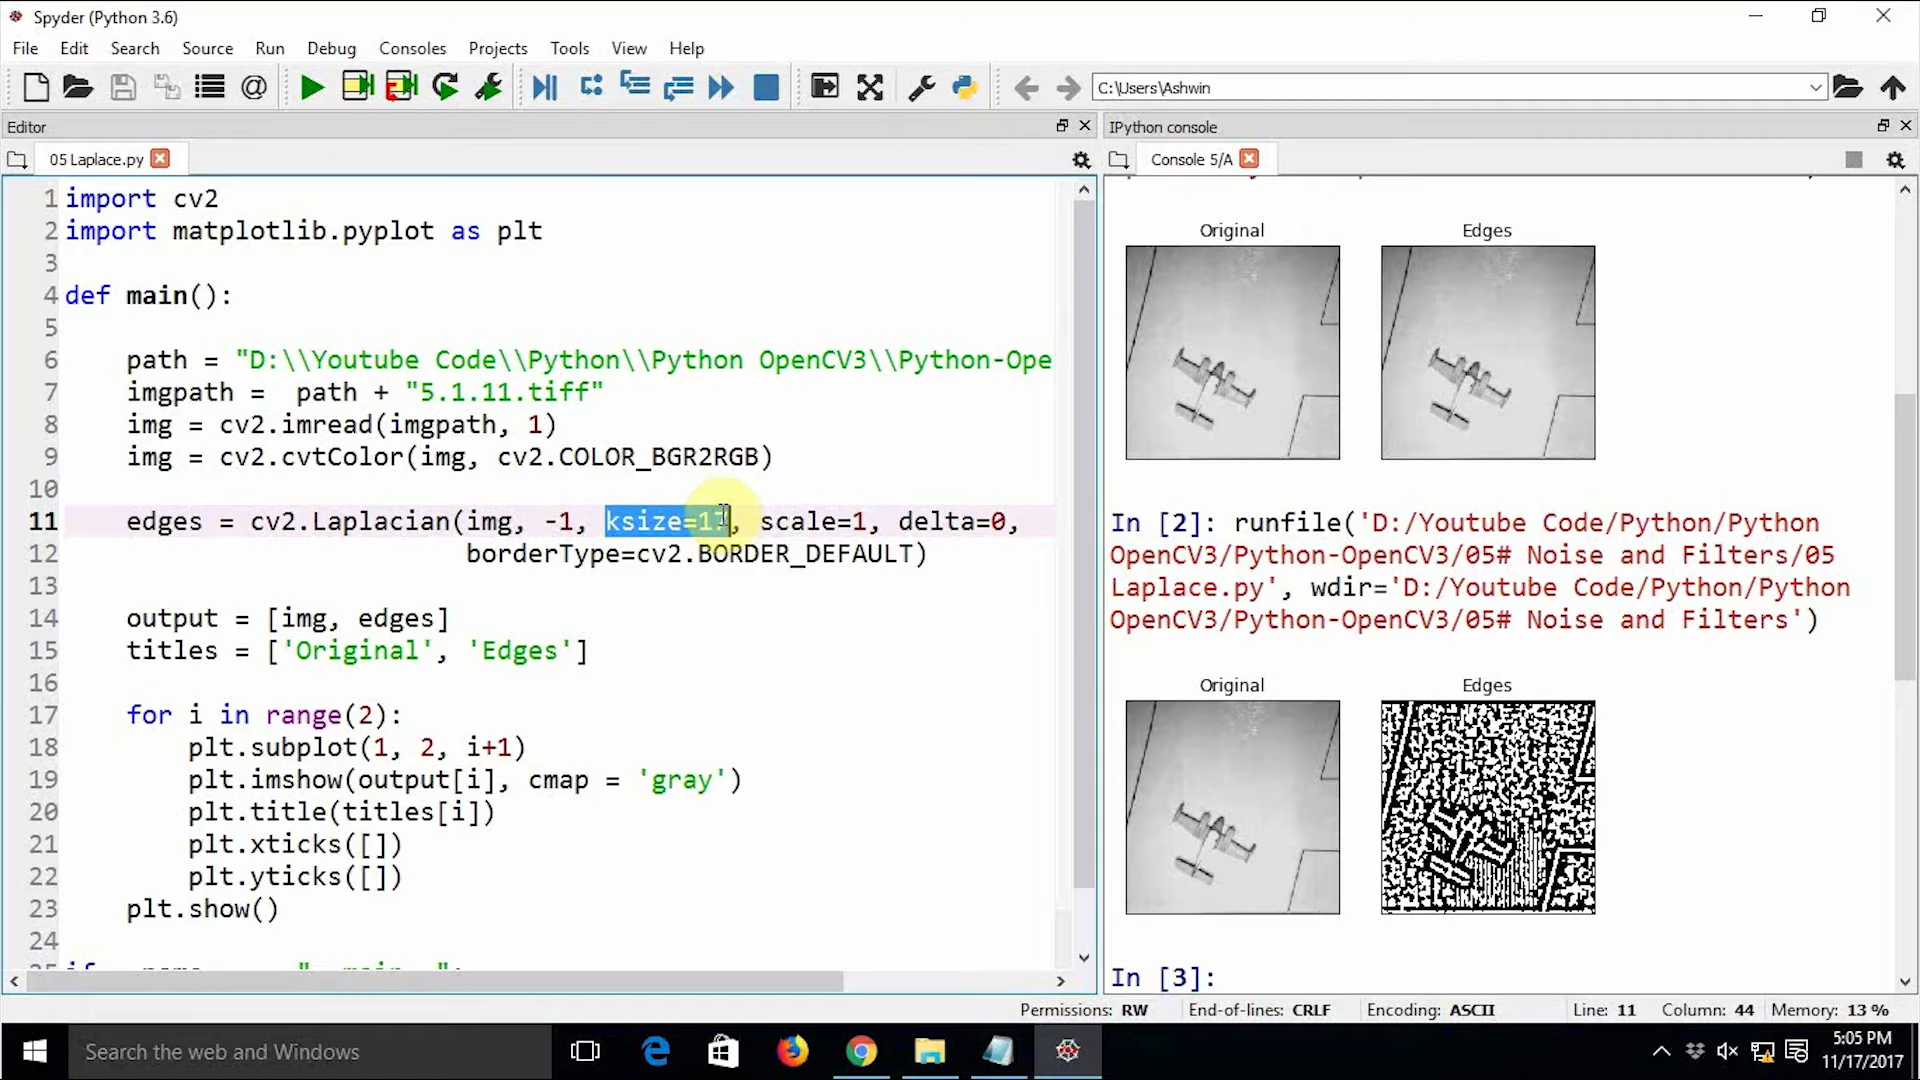 Spyder (Python 3.6)
File Edit Search Source Run Debug Consoles Projects Tools View Help
C:\Users\Ashwin
Editor
05 Laplace.py
1 import cv2
2 import matplotlib.pyplot as plt
3
4 def main():
5
6 path = "D:\\Youtube Code\\Python\\Python OpenCV3\\Python-Ope
7 imgpath =  path + "5.1.11.tiff"
8 img = cv2.imread(imgpath, 1)
9 img = cv2.cvtColor(img, cv2.COLOR_BGR2RGB)
10
11 edges = cv2.Laplacian(img, -1, ksize=17, scale=1, delta=0,
12 borderType=cv2.BORDER_DEFAULT)
13
14 output = [img, edges]
15 titles = ['Original', 'Edges']
16
17 for i in range(2):
18 plt.subplot(1, 2, i+1)
19 plt.imshow(output[i], cmap = 'gray')
20 plt.title(titles[i])
21 plt.xticks([])
22 plt.yticks([])
23 plt.show()
24
IPython console
Console 5/A
Original Edges
In [2]: runfile('D:/Youtube Code/Python/Python
OpenCV3/Python-OpenCV3/05# Noise and Filters/05
Laplace.py', wdir='D:/Youtube Code/Python/Python
OpenCV3/Python-OpenCV3/05# Noise and Filters')
Original Edges
In [3]:
Permissions: RW End-of-lines: CRLF Encoding: ASCII Line: 11 Column: 44 Memory: 13 %
Search the web and Windows
5:05 PM
11/17/2017